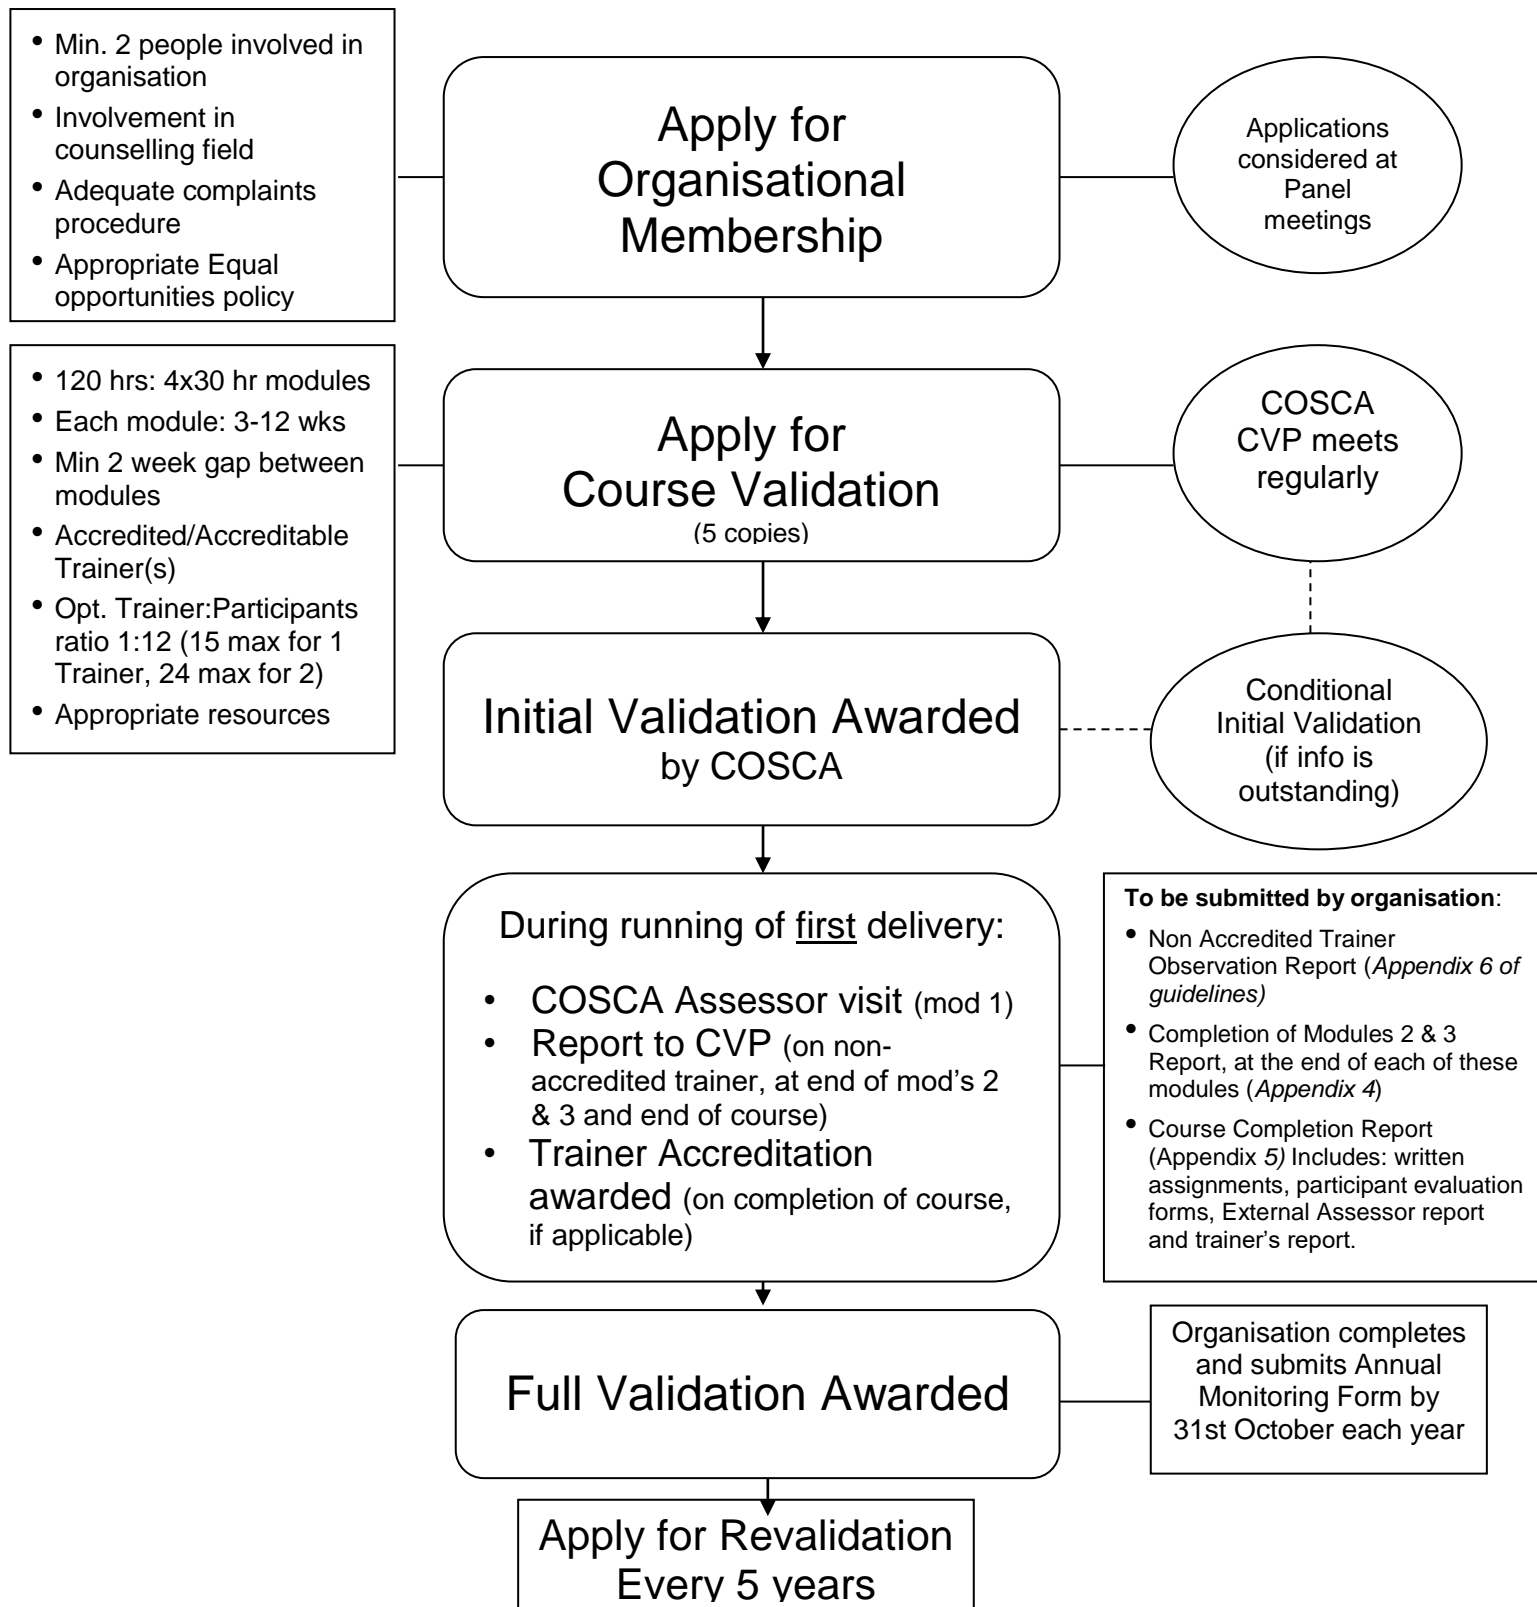 • Min. 2 people involved in
organisation
• Involvement in
counselling field
• Adequate complaints
procedure
• Appropriate Equal
opportunities policy
Apply for
Organisational
Membership
Applications
considered at
Panel
meetings
• 120 hrs: 4x30 hr modules
• Each module: 3-12 wks
• Min 2 week gap between
modules
• Accredited/Accreditable
Trainer(s)
• Opt. Trainer:Participants
ratio 1:12 (15 max for 1
Trainer, 24 max for 2)
• Appropriate resources
Apply for
Course Validation
(5 copies)
COSCA
CVP meets
regularly
Initial Validation Awarded
by COSCA
Conditional
Initial Validation
(if info is
outstanding)
During running of first delivery:
• COSCA Assessor visit (mod 1)
• Report to CVP (on non-
accredited trainer, at end of mod's 2
& 3 and end of course)
• Trainer Accreditation
awarded (on completion of course,
if applicable)
To be submitted by organisation:
• Non Accredited Trainer
Observation Report (Appendix 6 of
guidelines)
• Completion of Modules 2 & 3
Report, at the end of each of these
modules (Appendix 4)
• Course Completion Report
(Appendix 5) Includes: written
assignments, participant evaluation
forms, External Assessor report
and trainer's report.
Full Validation Awarded
Organisation completes
and submits Annual
Monitoring Form by
31st October each year
Apply for Revalidation
Every 5 years